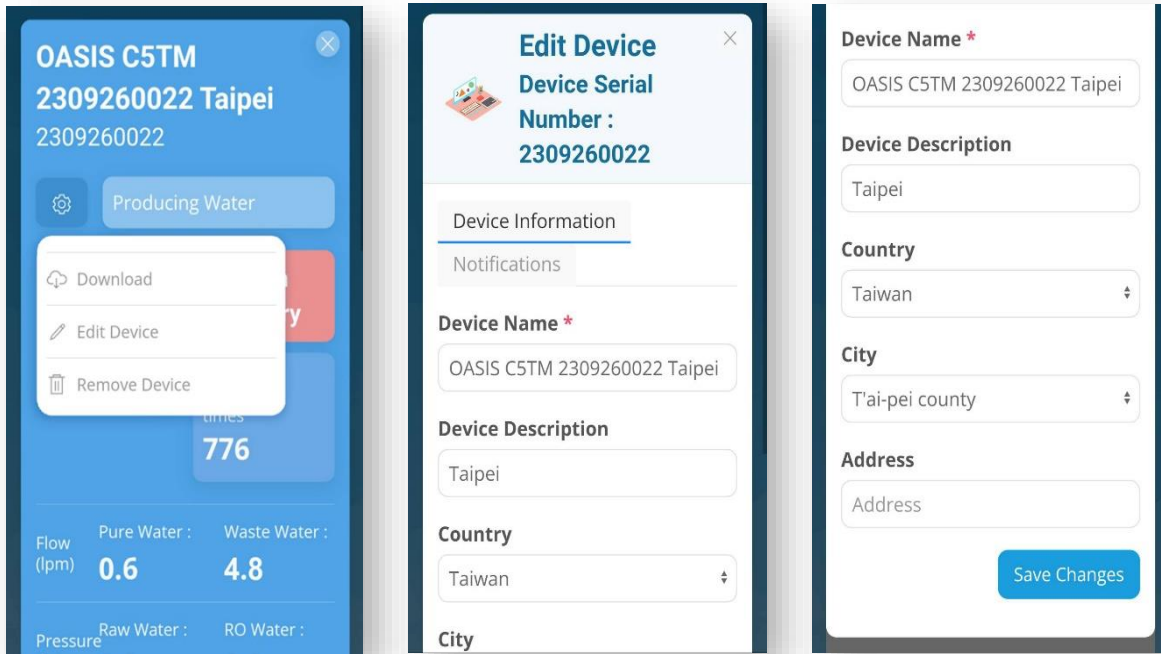 OASIS C5TM
2309260022 Taipei
2309260022
Producing Water
Download
Edit Device
Remove Device
times
776
Flow
(lpm)
Pure Water :
0.6
Waste Water :
4.8
Pressure
Raw Water :
RO Water :
Edit Device
Device Serial
Number :
2309260022
Device Information
Notifications
Device Name *
OASIS C5TM 2309260022 Taipei
Device Description
Taipei
Country
Taiwan
City
Device Name *
OASIS C5TM 2309260022 Taipei
Device Description
Taipei
Country
Taiwan
City
T'ai-pei county
Address
Address
Save Changes